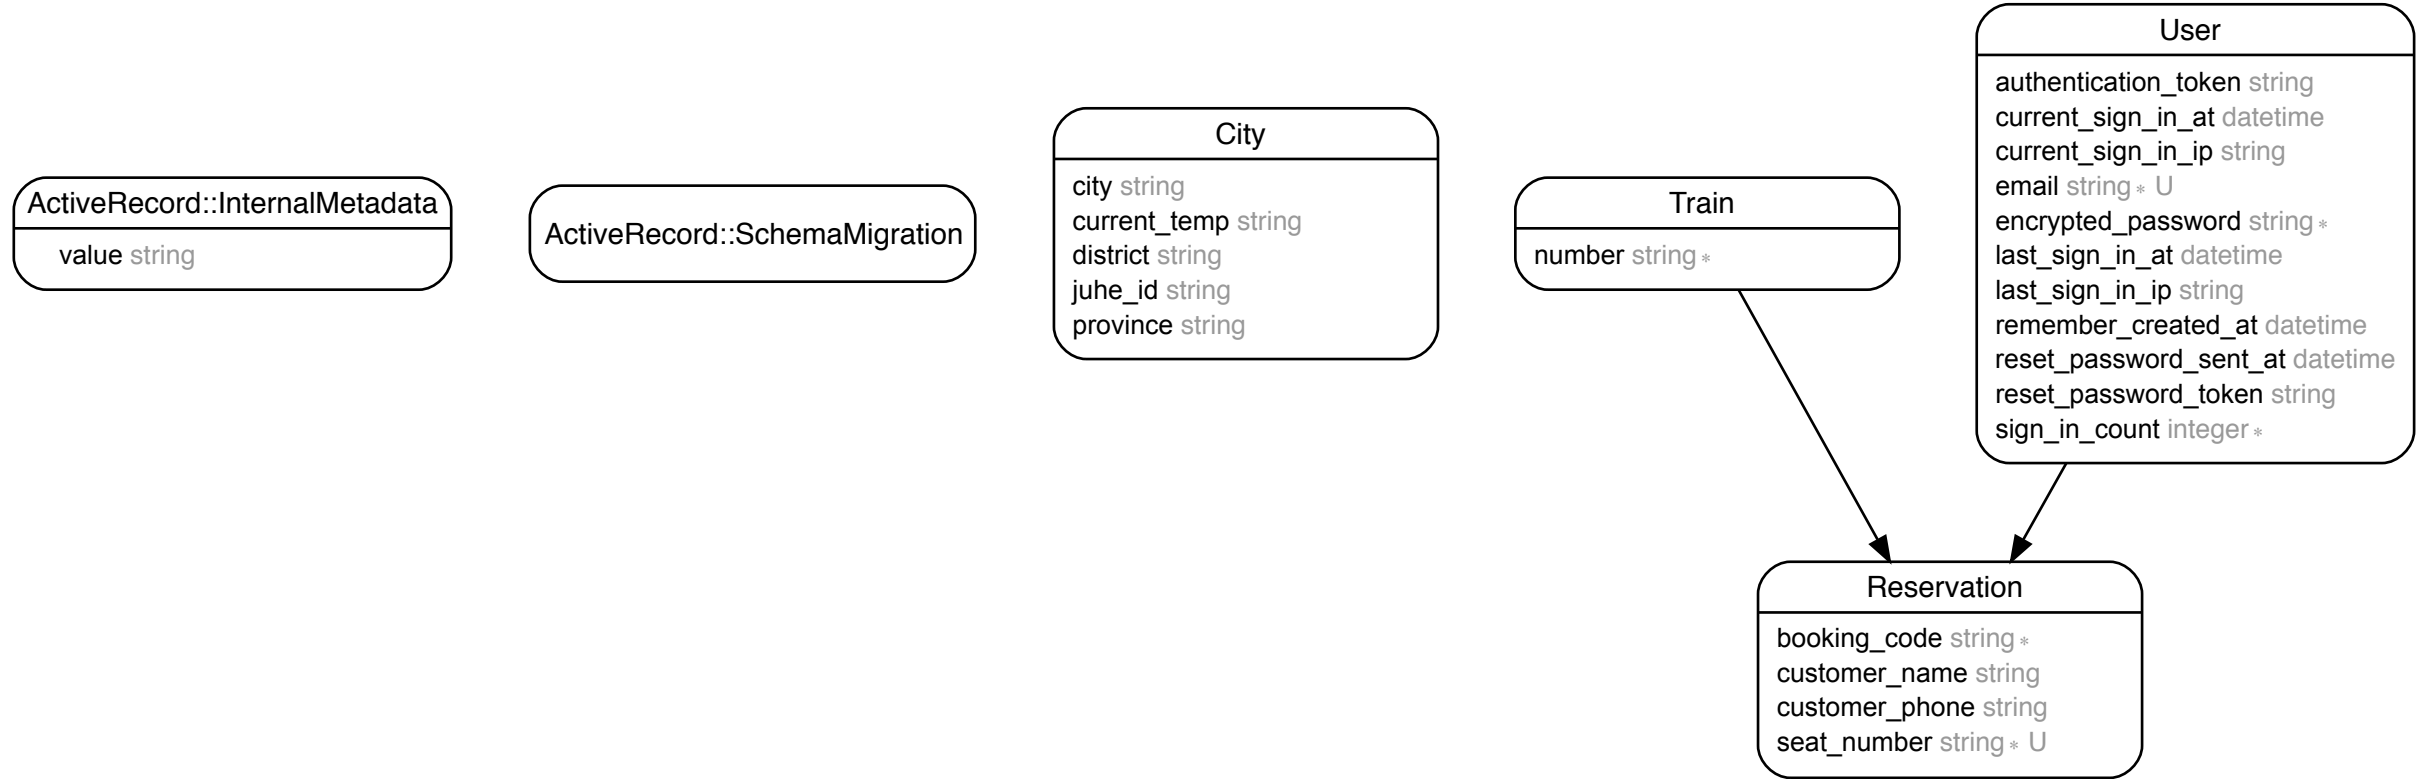 ActiveRecord::InternalMetadata
value string
ActiveRecord::SchemaMigration
City
city string
current_temp string
district string
juhe_id string
province string
Train
number string *
User
authentication_token string
current_sign_in_at datetime
current_sign_in_ip string
email string * U
encrypted_password string *
last_sign_in_at datetime
last_sign_in_ip string
remember_created_at datetime
reset_password_sent_at datetime
reset_password_token string
sign_in_count integer *
Reservation
booking_code string *
customer_name string
customer_phone string
seat_number string * U